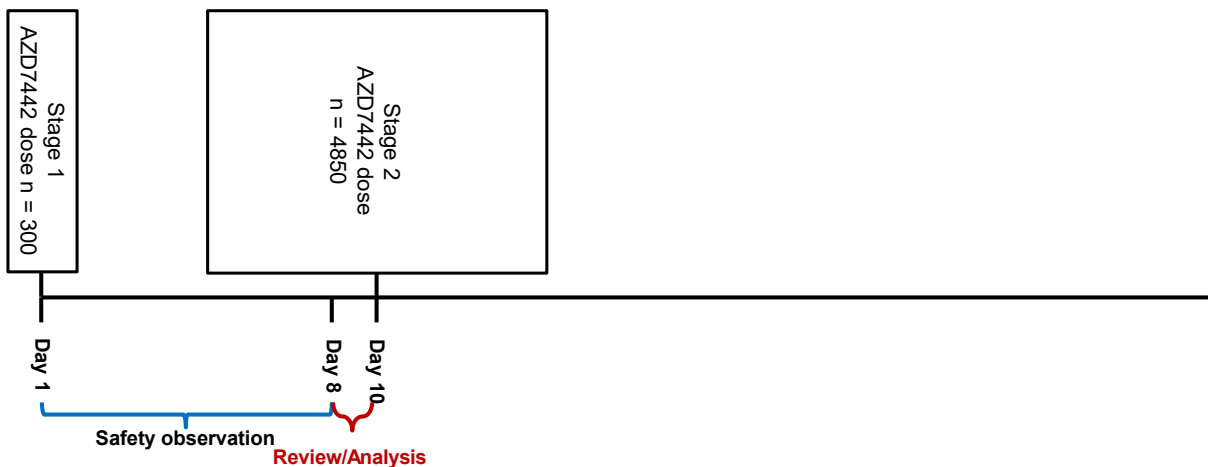 Stage 1
AZD7442 dose n = 300
Stage 2
AZD7442 dose
n = 4850
Day 1
Day 8
Day 10
Safety observation
Review/Analysis